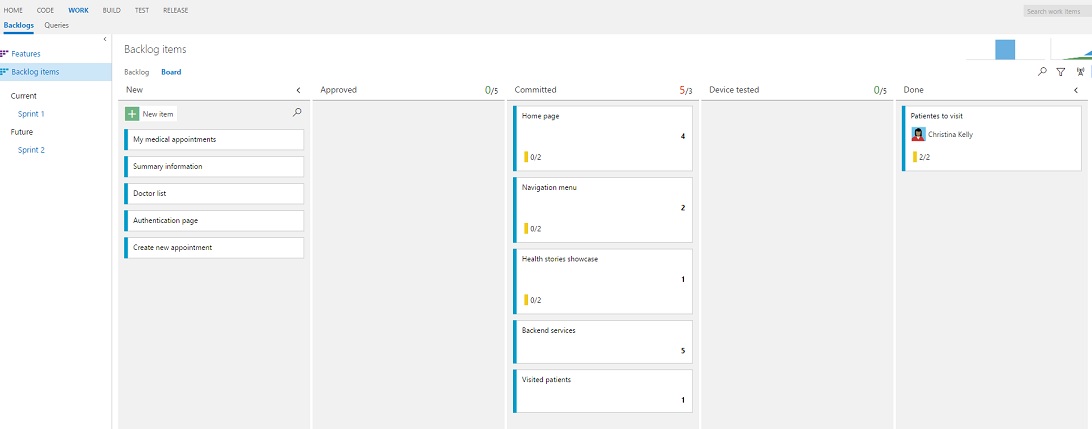 HOME CODE WORK BUILD TEST RELEASE
Search work items
Backlogs Queries
Features
Backlog items
Current
Sprint 1
Future
Sprint 2
Backlog items
Backlog Board
New
New item
My medical appointments
Summary information
Doctor list
Authentication page
Create new appointment
Approved 0/5
Committed 5/3
Home page
4
0/2
Navigation menu
2
0/2
Health stories showcase
1
0/2
Backend services
5
Visited patients
1
Device tested 0/5
Done
Patientes to visit
Christina Kelly
2/2